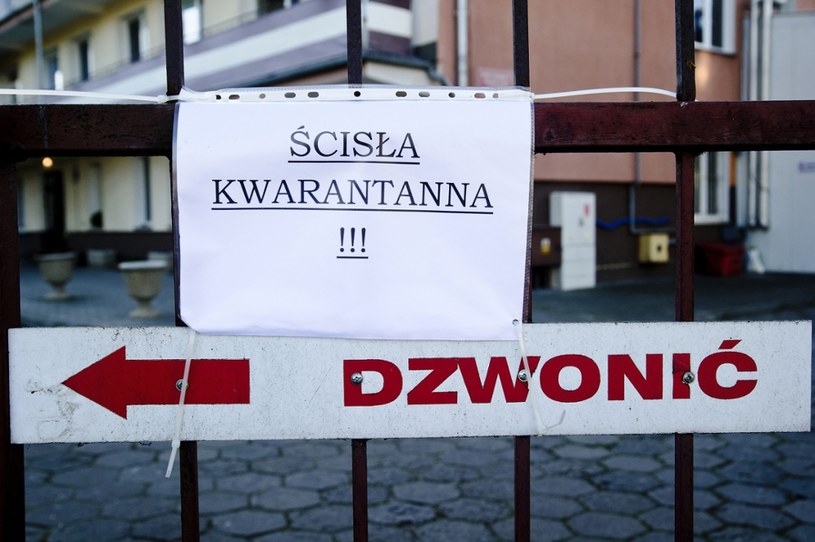 ŚCISŁA
KWARANTANNA
!!!
DZWONIĆ